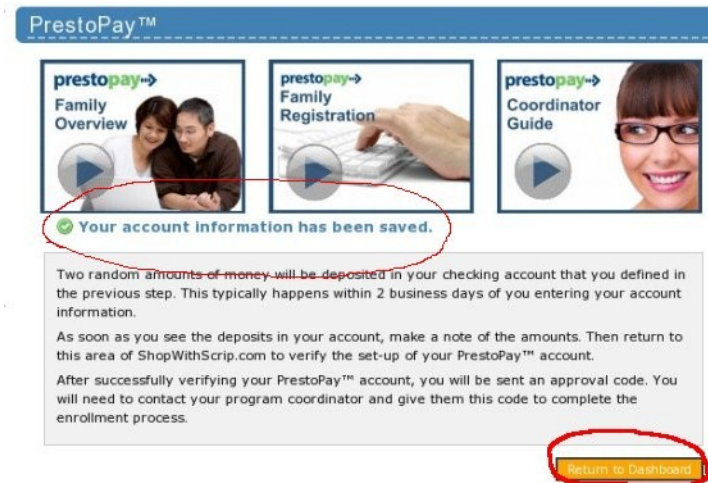 PrestoPay™
prestopay
Family
Overview
prestopay
Family
Registration
prestopay
Coordinator
Guide
Your account information has been saved.
Two random amounts of money will be deposited in your checking account that you defined in
the previous step. This typically happens within 2 business days of you entering your account
information.
As soon as you see the deposits in your account, make a note of the amounts. Then return to
this area of ShopWithScrip.com to verify the set-up of your PrestoPay™ account.
After successfully verifying your PrestoPay™ account, you will be sent an approval code. You
will need to contact your program coordinator and give them this code to complete the
enrollment process.
Return to Dashboard